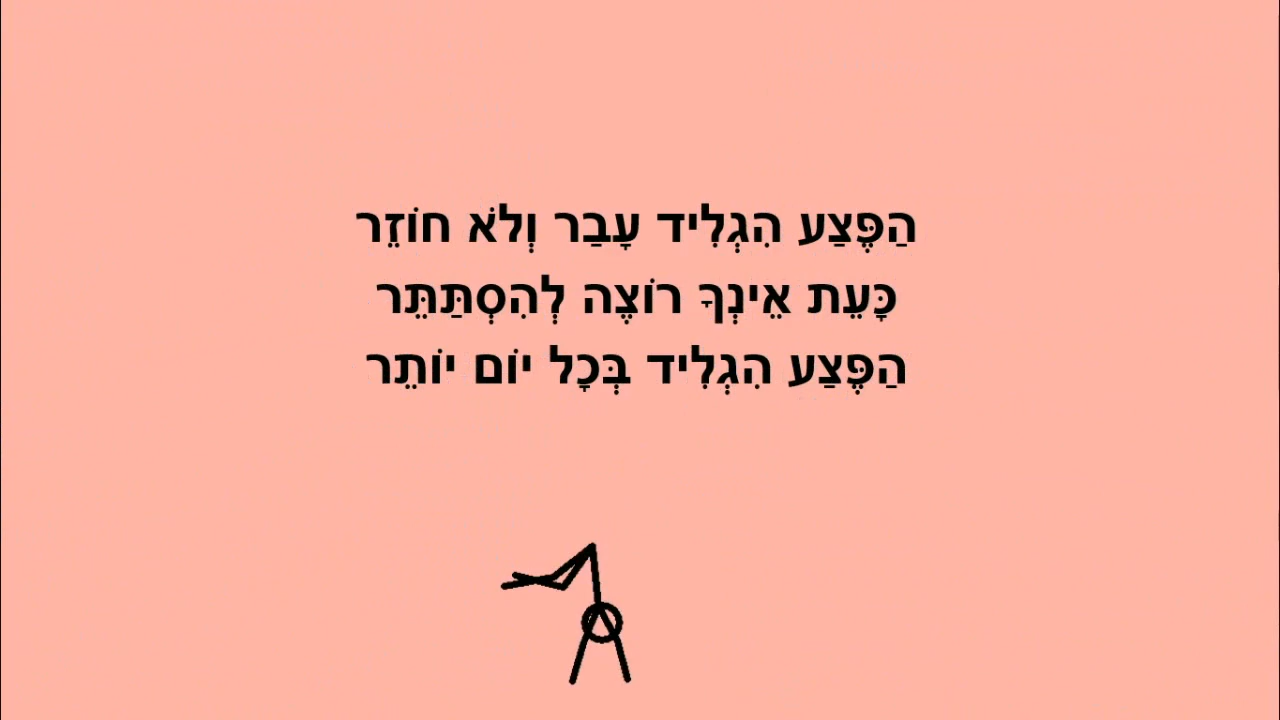 הַפֶּצַע הִגְלִיד עָבַר וְלֹא חוֹזֵר
כָּעֵת אֵינְךָ רוֹצֶה לְהִסְתַּתֵּר
הַפֶּצַע הִגְלִיד בְּכָל יוֹם יוֹתֵר